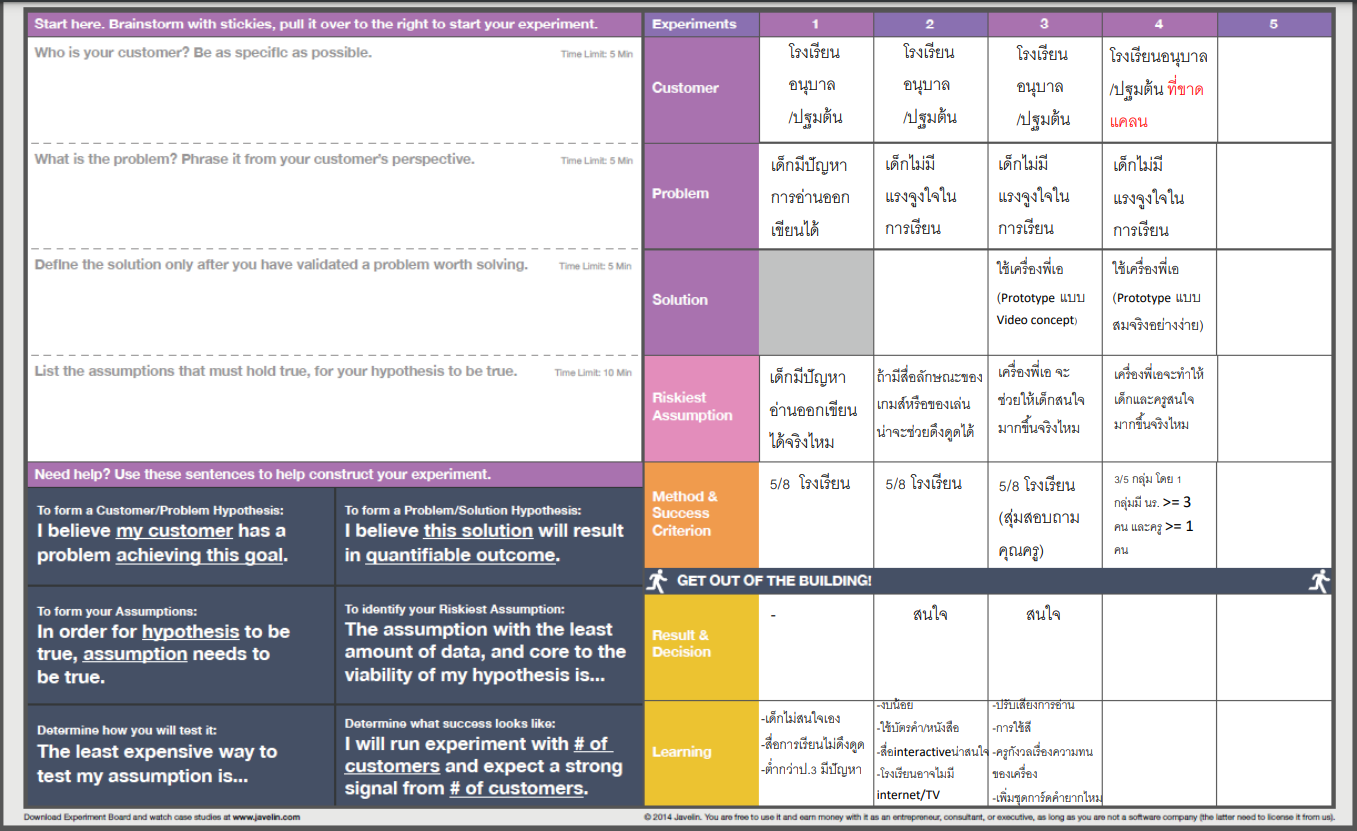 Start here. Brainstorm with stickies, pull it over to the right to start your experiment.
Who is your customer? Be as specific as possible.
Time Limit: 5 Min
What is the problem? Phrase it from your customer's perspective.
Time Limit: 5 Min
Define the solution only after you have validated a problem worth solving.
Time Limit: 5 Min
List the assumptions that must hold true, for your hypothesis to be true.
Time Limit: 10 Min
Need help? Use these sentences to help construct your experiment.
To form a Customer/Problem Hypothesis:
I believe my customer has a
problem achieving this goal.
To form a Problem/Solution Hypothesis:
I believe this solution will result
in quantifiable outcome.
To form your Assumptions:
In order for hypothesis to be
true, assumption needs to
be true.
To identify your Riskiest Assumption:
The assumption with the least
amount of data, and core to the
viability of my hypothesis is...
Determine how you will test it:
The least expensive way to
test my assumption is...
Determine what success looks like:
I will run experiment with # of
customers and expect a strong
signal from # of customers.
Experiments
1
2
3
4
5
Customer
โรงเรียน
อนุบาล
/ปฐมต้น
โรงเรียน
อนุบาล
/ปฐมต้น
โรงเรียน
อนุบาล
/ปฐมต้น
โรงเรียนอนุบาล
/ปฐมต้น ที่ขาด
แคลน
Problem
เด็กมีปัญหา
การอ่านออก
เขียนได้
เด็กไม่มี
แรงจูงใจใน
การเรียน
เด็กไม่มี
แรงจูงใจใน
การเรียน
เด็กไม่มี
แรงจูงใจใน
การเรียน
Solution
ใช้เครื่องพี่เอ
(Prototype แบบ
Video concept)
ใช้เครื่องพี่เอ
(Prototype แบบ
สมจริงอย่างง่าย)
Riskiest
Assumption
เด็กมีปัญหา
อ่านออกเขียน
ได้จริงไหม
ถ้ามีสื่อลักษณะของ
เกมส์หรือของเล่น
น่าจะช่วยดึงดูดได้
เครื่องพี่เอ จะ
ช่วยให้เด็กสนใจ
มากขึ้นจริงไหม
เครื่องพี่เอจะทำให้
เด็กและครูสนใจ
มากขึ้นจริงไหม
Method &
Success
Criterion
5/8 โรงเรียน
5/8 โรงเรียน
5/8 โรงเรียน
(สุ่มสอบถาม
คุณครู)
3/5 กลุ่ม โดย 1
กลุ่มมี นร. >= 3
คน และครู >= 1
คน
GET OUT OF THE BUILDING!
Result &
Decision
-
สนใจ
สนใจ
Learning
-เด็กไม่สนใจเอง
-สื่อการเรียนไม่ดึงดูด
-ต่ำกว่าป.3 มีปัญหา
-งบน้อย
-ใช้บัตรคำ/หนังสือ
-สื่อinteractiveน่าสนใจ
-โรงเรียนอาจไม่มี
internet/TV
-ปรับเสียงการอ่าน
-การใช้สี
-ครูกังวลเรื่องความทน
ของเครื่อง
-เพิ่มชุดการ์ดคำยากไหม
Download Experiment Board and watch case studies at www.javelin.com
© 2014 Javelin. You are free to use it and earn money with it as an entrepreneur, consultant, or executive, as long as you are not a software company (the latter need to license it from us).